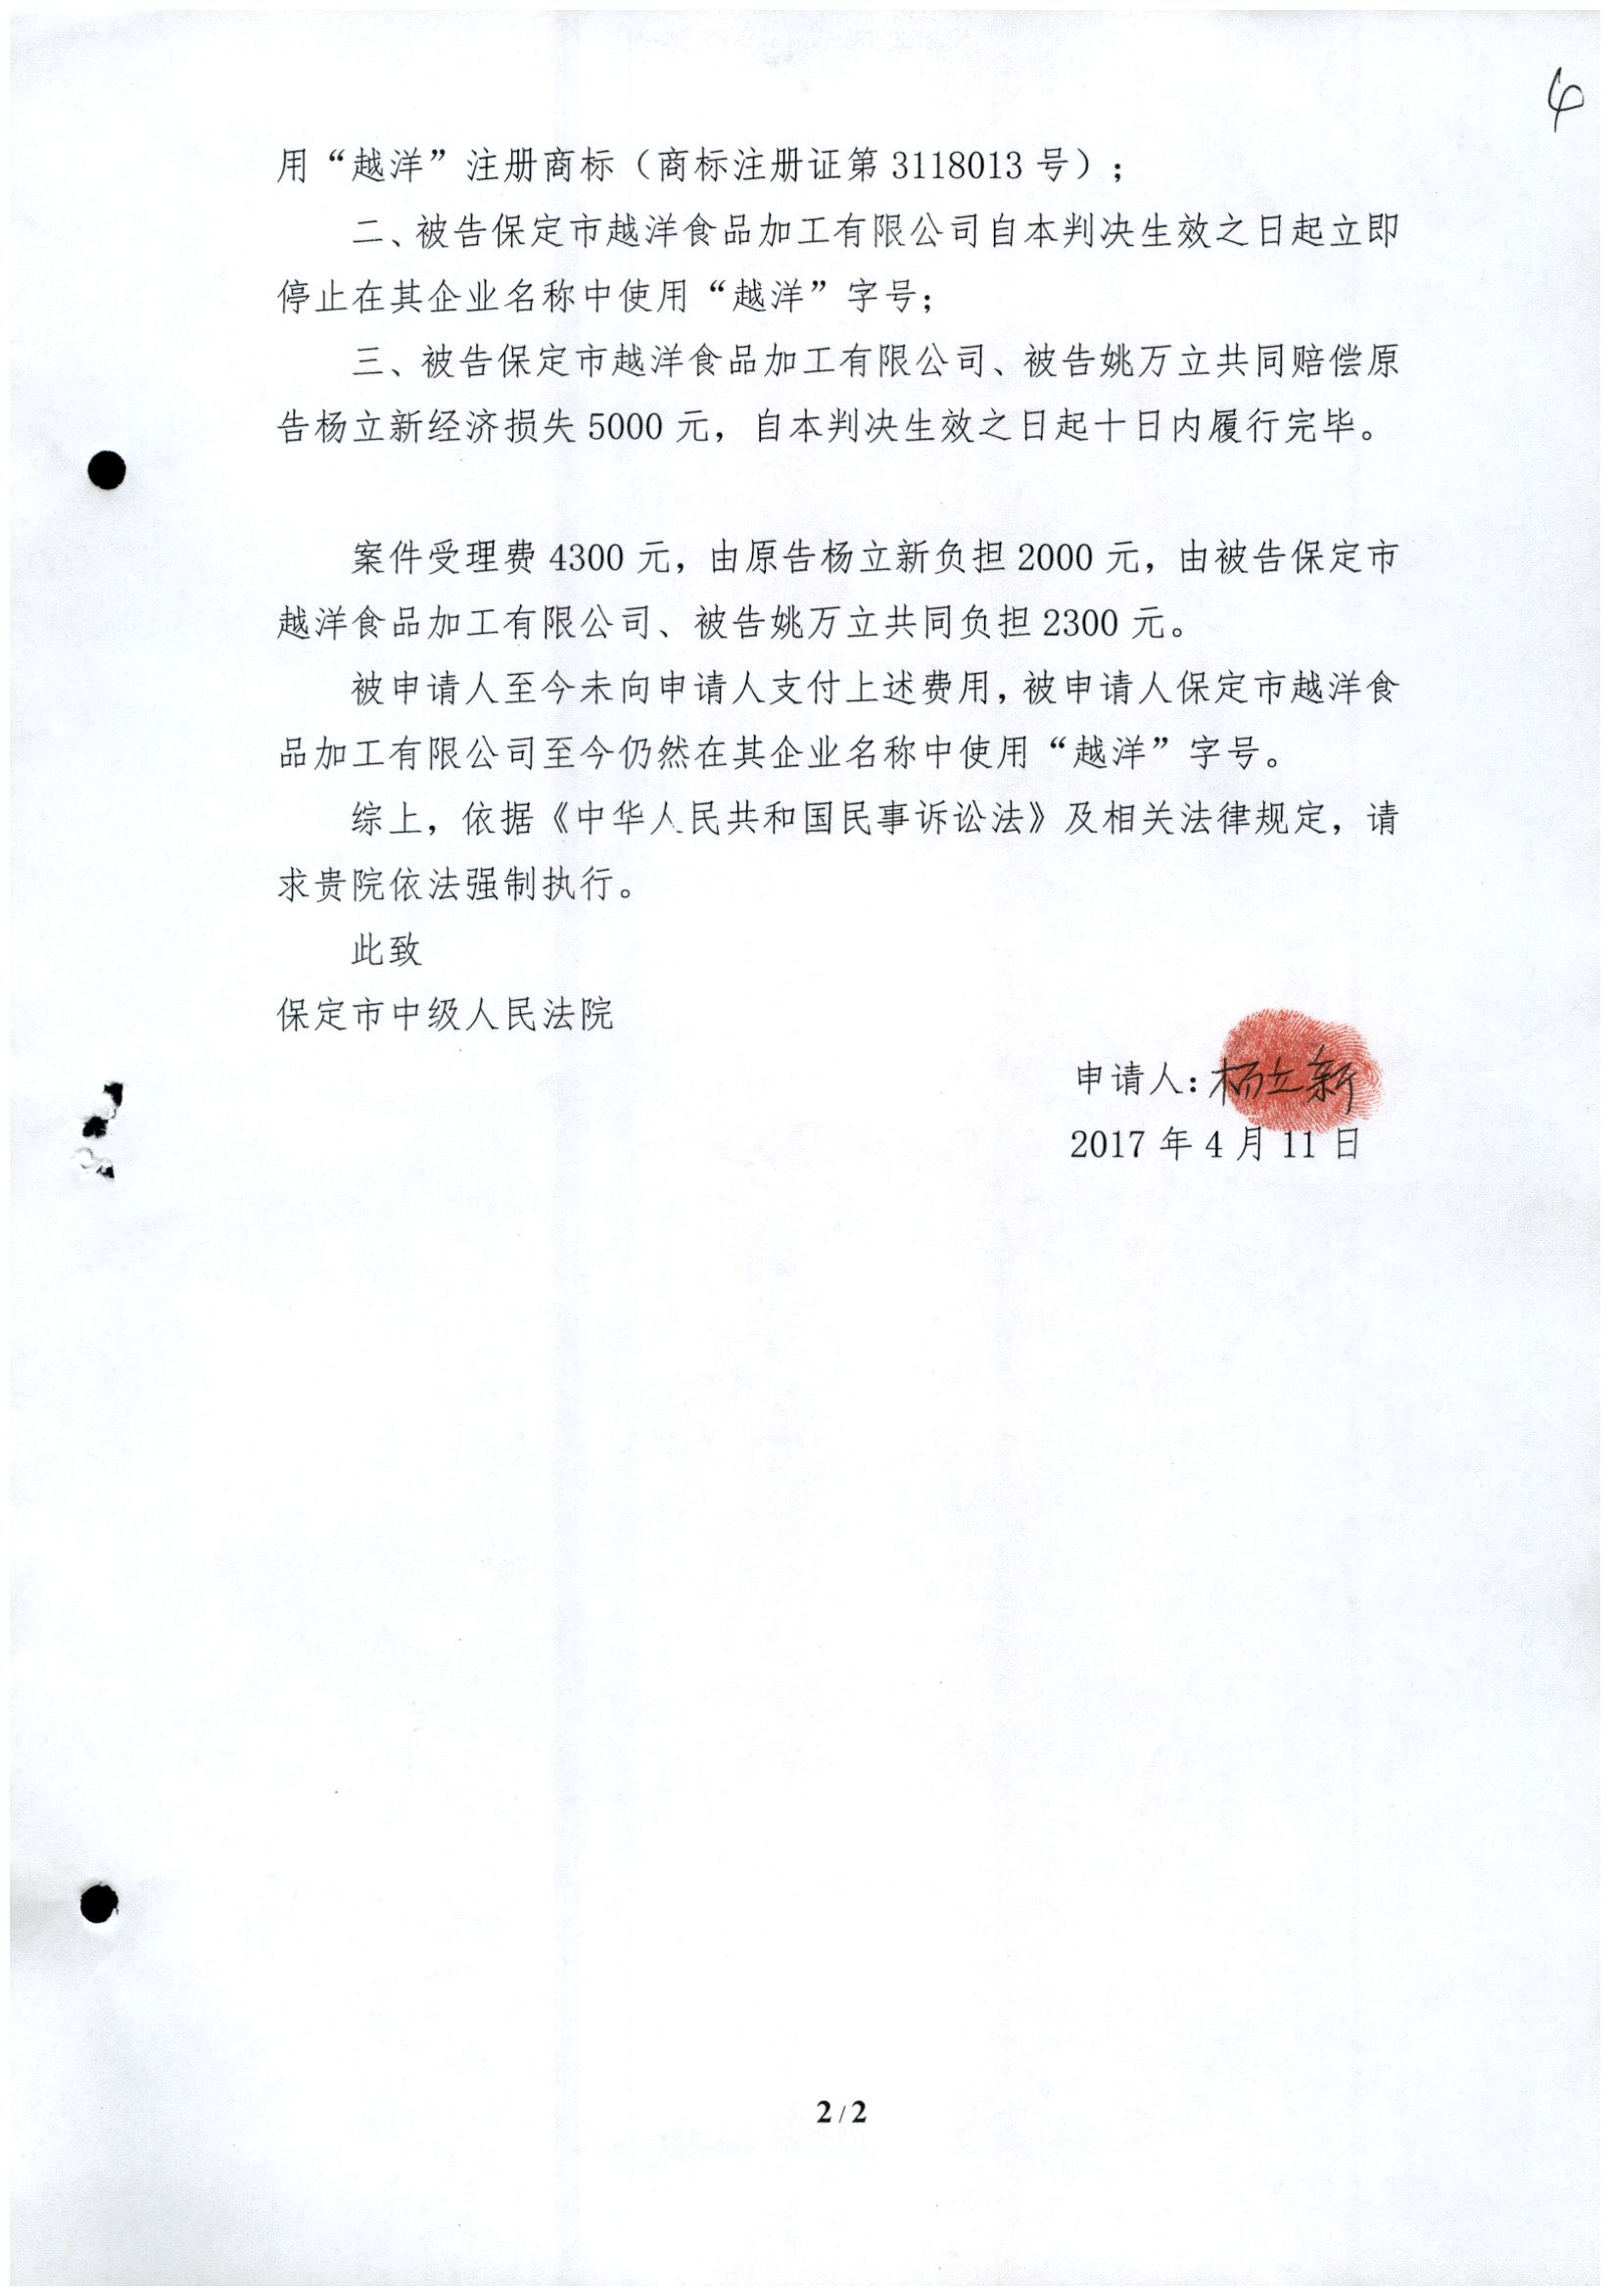 4
用“越洋”注册商标（商标注册证第 3118013 号）；
二、被告保定市越洋食品加工有限公司自本判决生效之日起立即
停止在其企业名称中使用“越洋”字号；
三、被告保定市越洋食品加工有限公司、被告姚万立共同赔偿原
告杨立新经济损失 5000 元，自本判决生效之日起十日内履行完毕。
案件受理费 4300 元，由原告杨立新负担 2000 元，由被告保定市
越洋食品加工有限公司、被告姚万立共同负担 2300 元。
被申请人至今未向申请人支付上述费用，被申请人保定市越洋食
品加工有限公司至今仍然在其企业名称中使用“越洋”字号。
综上，依据《中华人民共和国民事诉讼法》及相关法律规定，请
求贵院依法强制执行。
此致
保定市中级人民法院
申请人：杨立新
2017 年 4 月 11 日
2/2